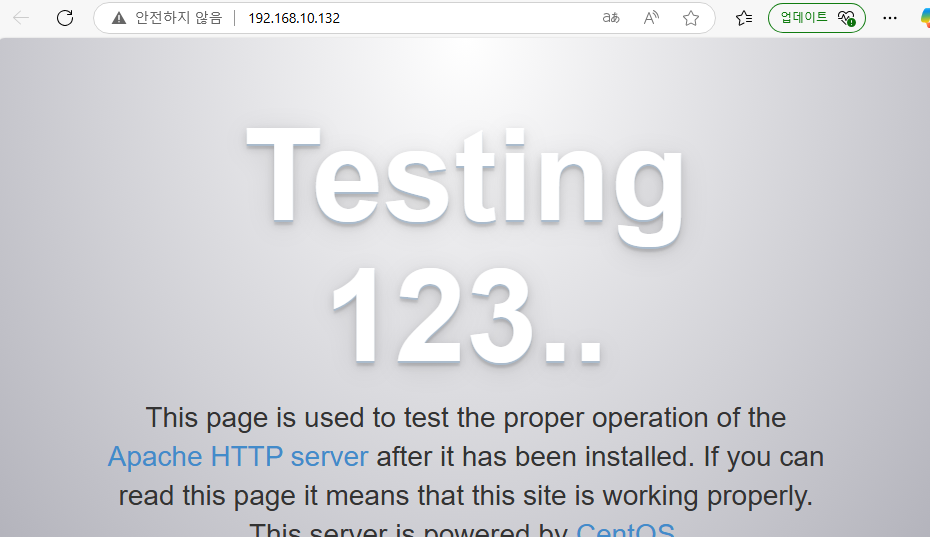 안전하지 않음 192.168.10.132 업데이트
Testing
123..
This page is used to test the proper operation of the
Apache HTTP server after it has been installed. If you can
read this page it means that this site is working properly.
This server is powered by CentOS